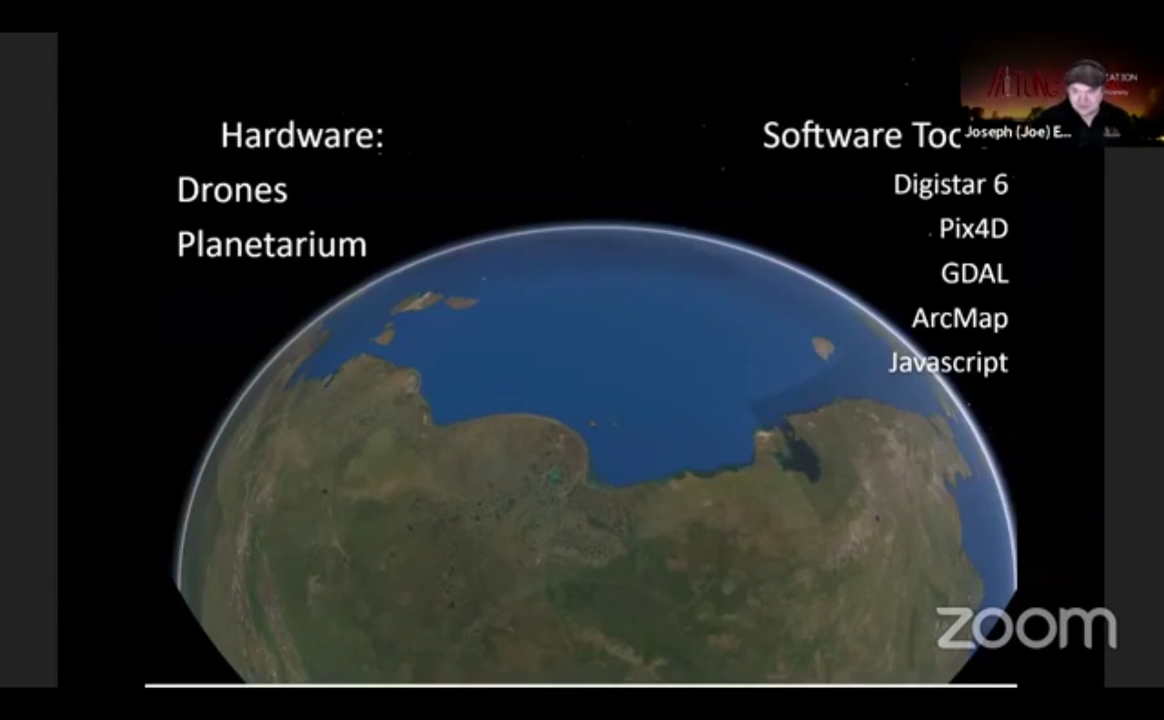 Hardware:
Drones
Planetarium
Software Too
Digistar 6
Pix4D
GDAL
ArcMap
Javascript
Joseph (Joe) E...
zoom